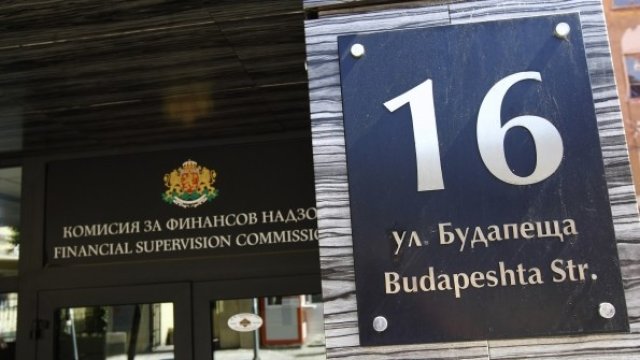 КОМИСИЯ ЗА ФИНАНСОВ НАДЗО
FINANCIAL SUPERVISION COMMISSI
16
ул. Будапеща
Budapeshta Str.